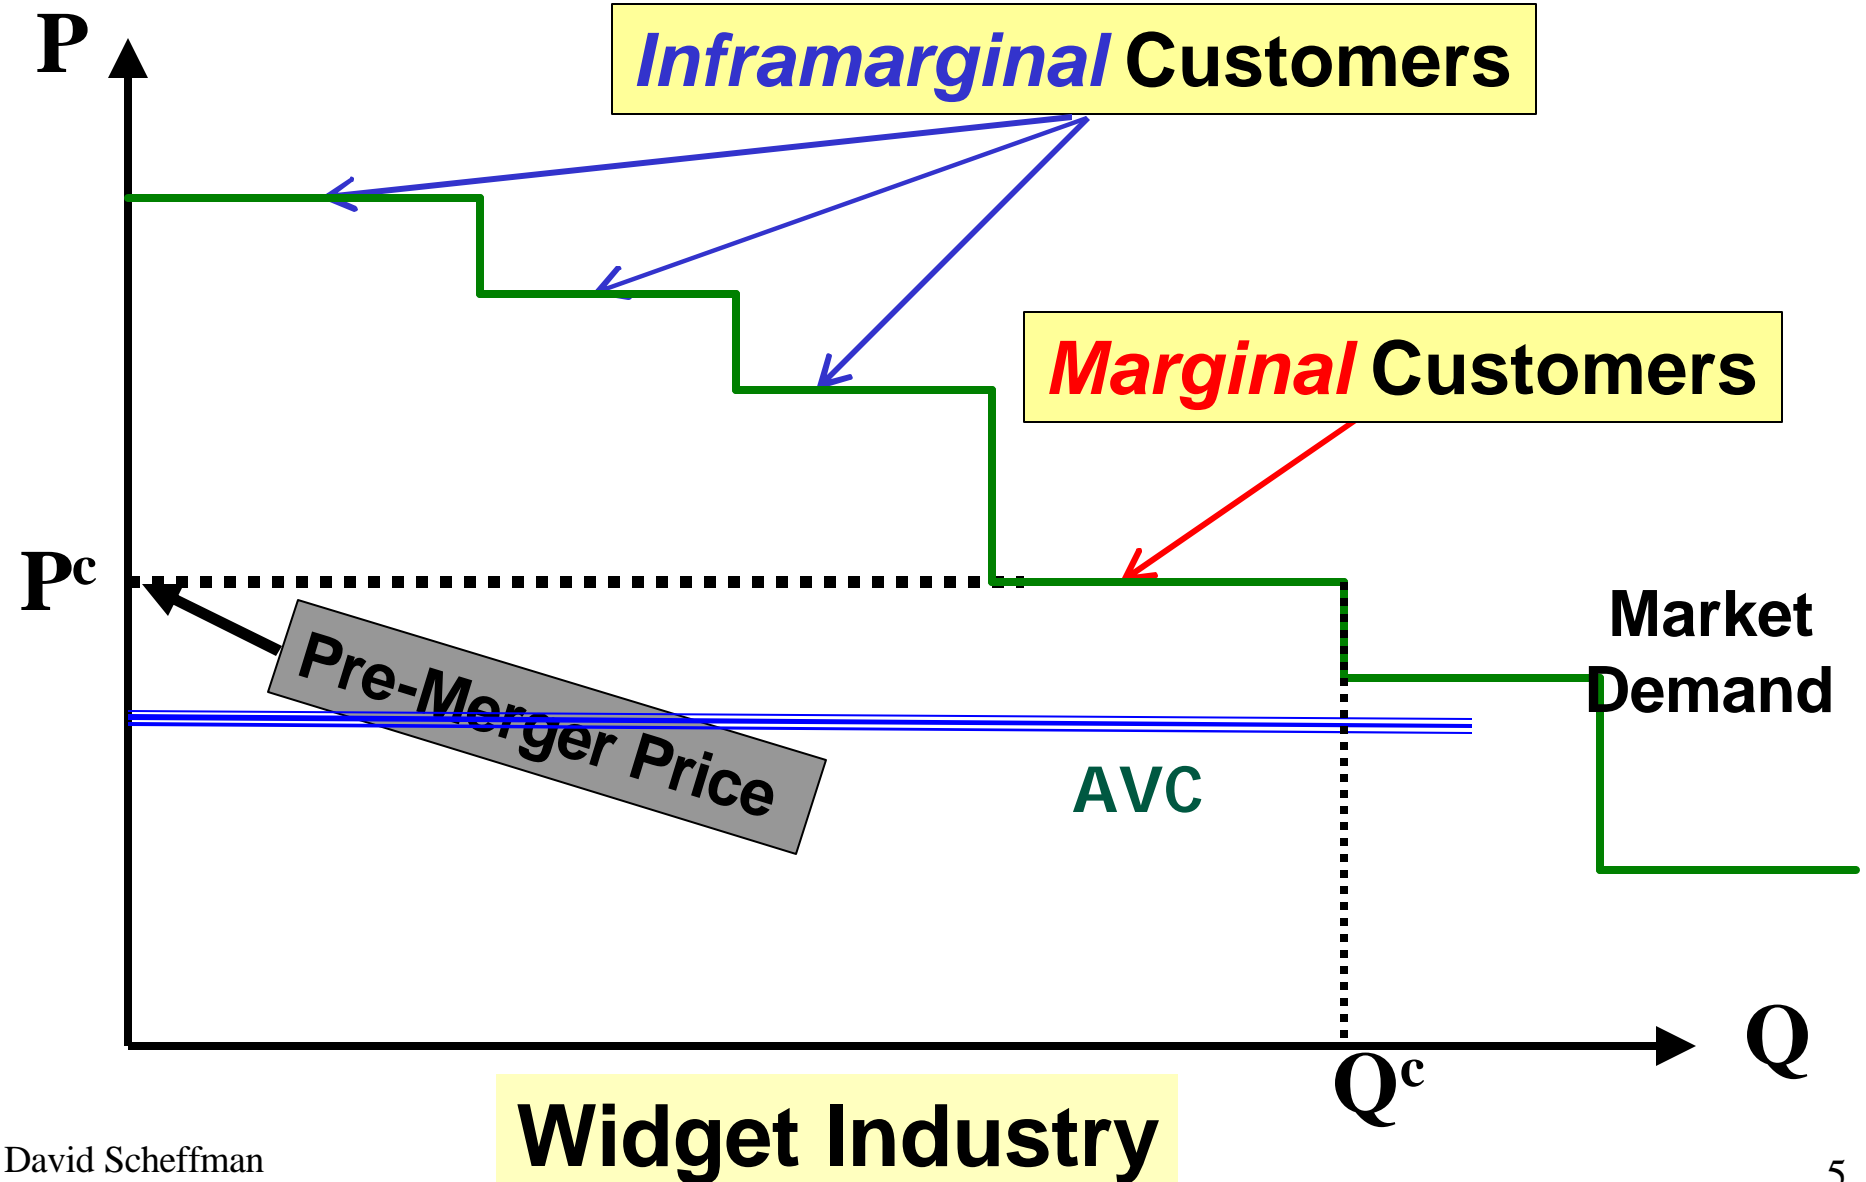 P
Inframarginal Customers
Marginal Customers
Pᶜ
Market
Demand
Pre-Merger Price
AVC
Q
Qᶜ
Widget Industry
David Scheffman
5